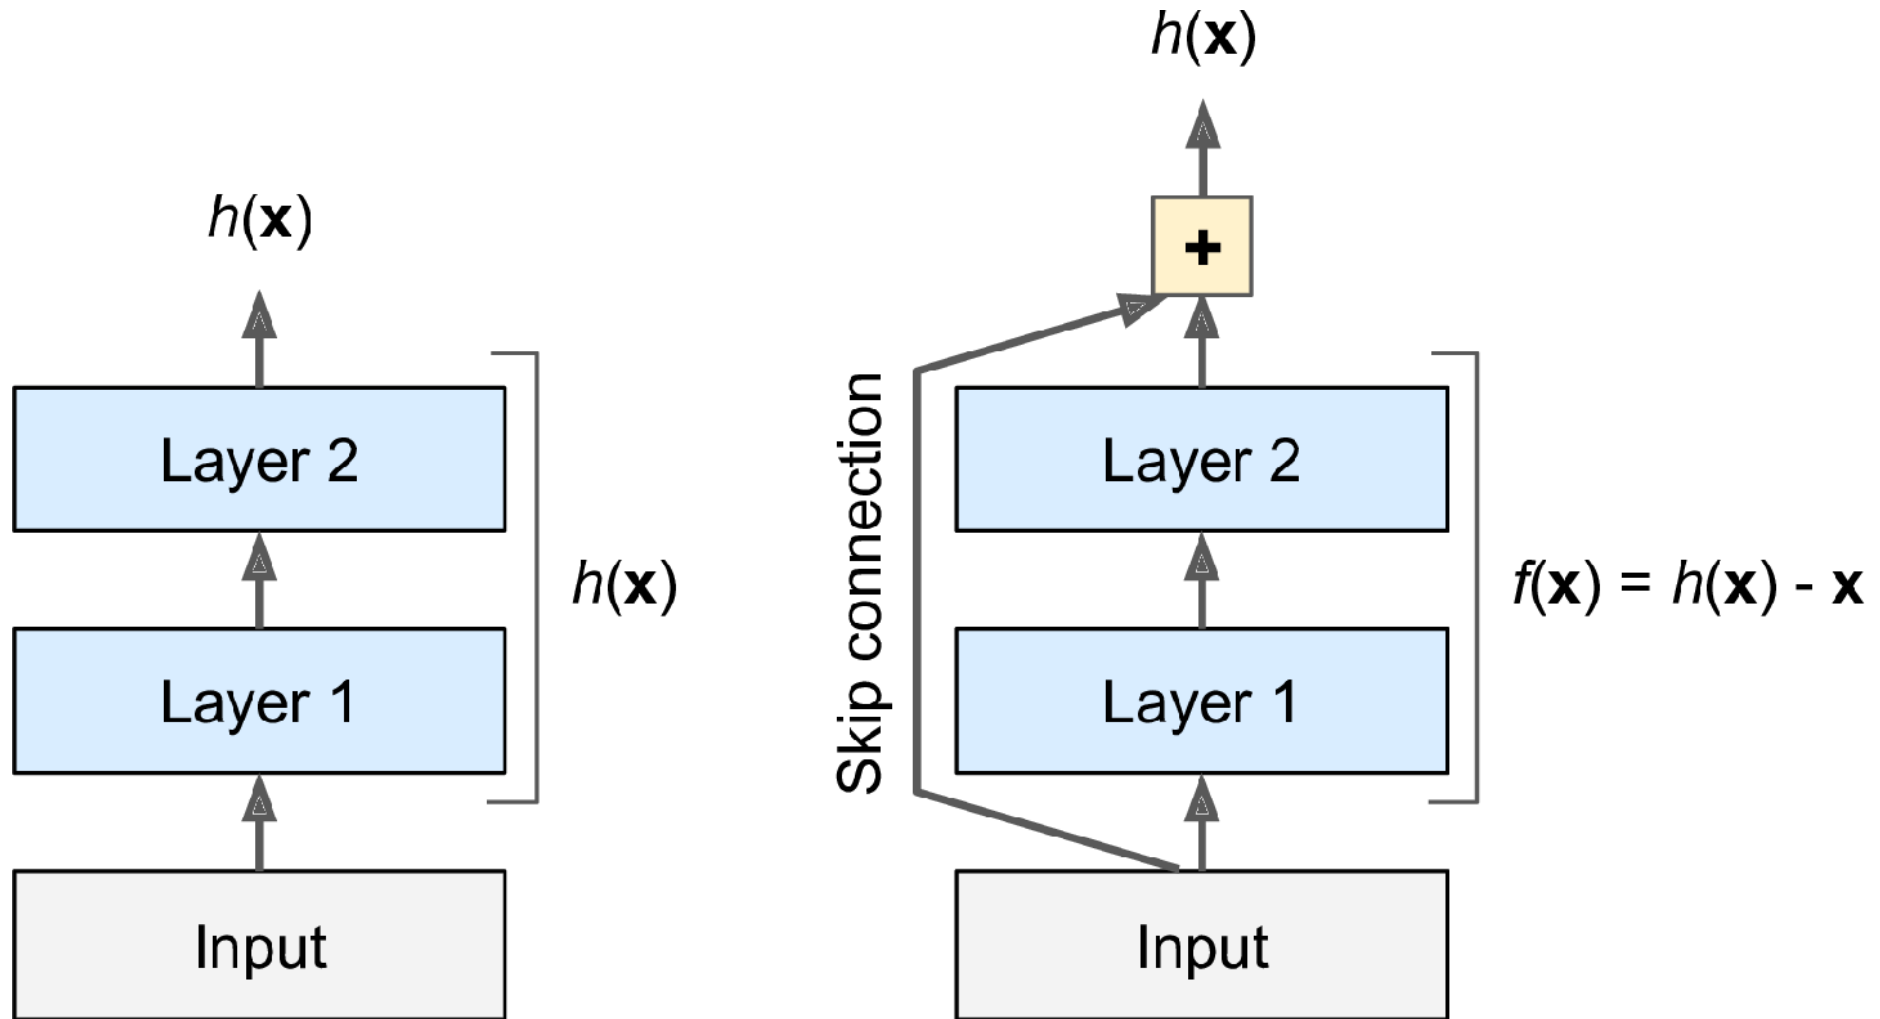 h(x)
Layer 2
h(x)
Layer 1
Input
h(x)
+
Skip connection
Layer 2
f(x) = h(x) - x
Layer 1
Input